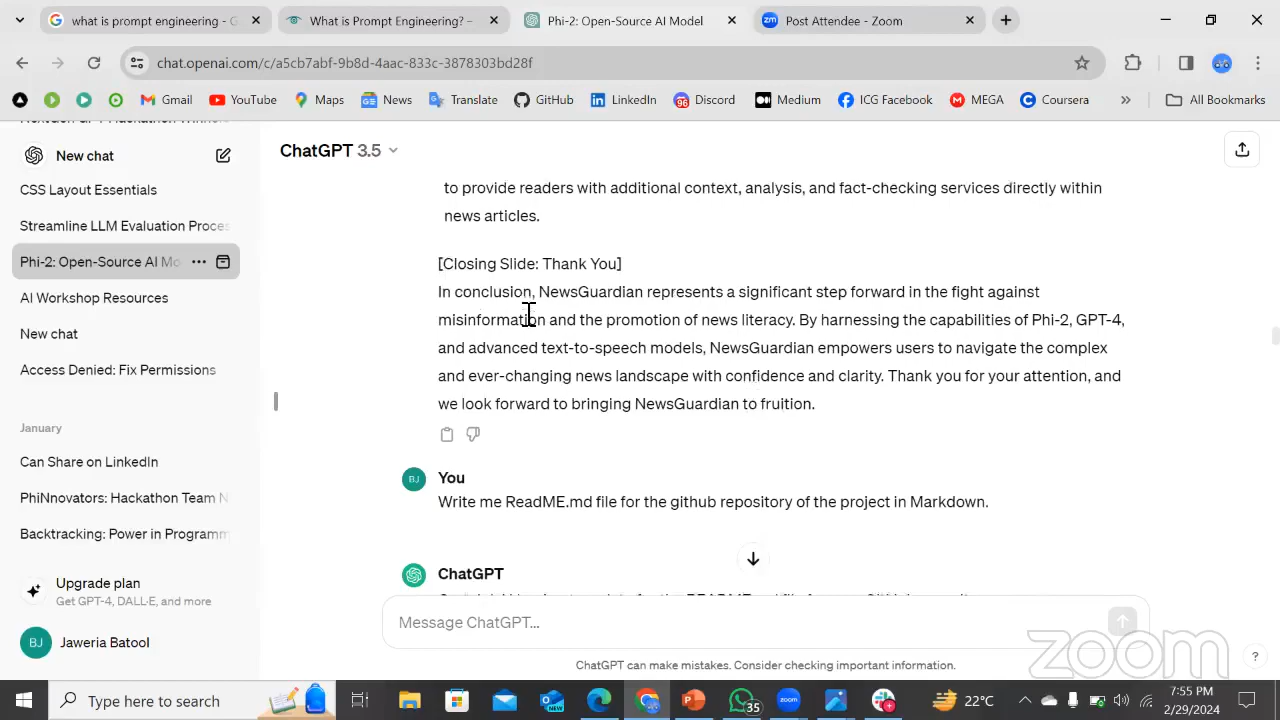 what is prompt engineering - G
What is Prompt Engineering? –
Phi-2: Open-Source AI Model
zm
Post Attendee - Zoom
chat.openai.com/c/a5cb7abf-9b8d-4aac-833c-3878303bd28f
Gmail
YouTube
Maps
News
Translate
GitHub
LinkedIn
96
Discord
Medium
ICG Facebook
MEGA
Coursera
»
All Bookmarks
New chat
CSS Layout Essentials
Streamline LLM Evaluation Proces
Phi-2: Open-Source AI Mo
AI Workshop Resources
New chat
Access Denied: Fix Permissions
January
Can Share on LinkedIn
PhiNnovators: Hackathon Team N
Backtracking: Power in Programm
Upgrade plan
Get GPT-4, DALL·E, and more
BJ
Jaweria Batool
ChatGPT 3.5
to provide readers with additional context, analysis, and fact-checking services directly within
news articles.
[Closing Slide: Thank You]
In conclusion, NewsGuardian represents a significant step forward in the fight against
misinformation and the promotion of news literacy. By harnessing the capabilities of Phi-2, GPT-4,
and advanced text-to-speech models, NewsGuardian empowers users to navigate the complex
and ever-changing news landscape with confidence and clarity. Thank you for your attention, and
we look forward to bringing NewsGuardian to fruition.
BJ
You
Write me ReadME.md file for the github repository of the project in Markdown.
ChatGPT
Message ChatGPT...
ChatGPT can make mistakes. Consider checking important information.
?
zoom
Type here to search
35
zoom
22°C
7:55 PM
2/29/2024